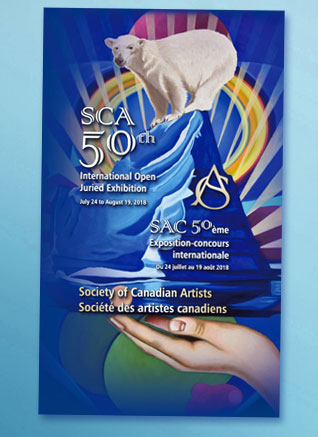 SCA
50th
International Open
Juried Exhibition
July 24 to August 19, 2018
SAC 50ème
Exposition-concours
internationale
Du 24 juillet au 19 août 2018
Society of Canadian Artists
Société des artistes canadiens